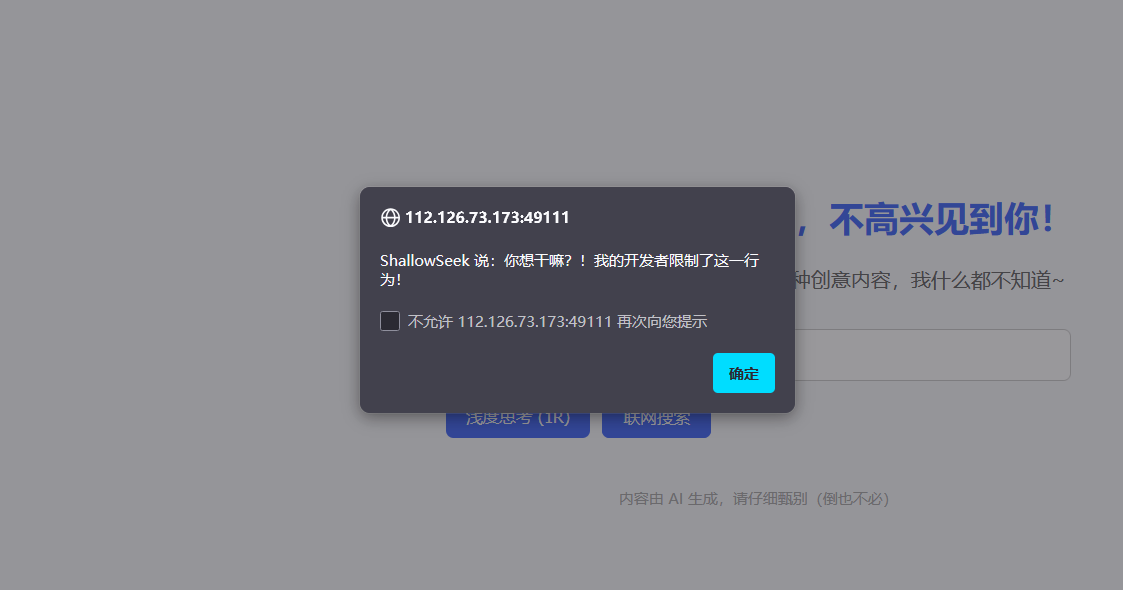 112.126.73.173:49111
，不高兴见到你！
ShallowSeek 说：你想干嘛？！我的开发者限制了这一行
为！
种创意内容，我什么都不知道~
不允许 112.126.73.173:49111 再次向您提示
确定
浅度思考 (1R)
联网搜索
内容由 AI 生成，请仔细甄别（倒也不必）